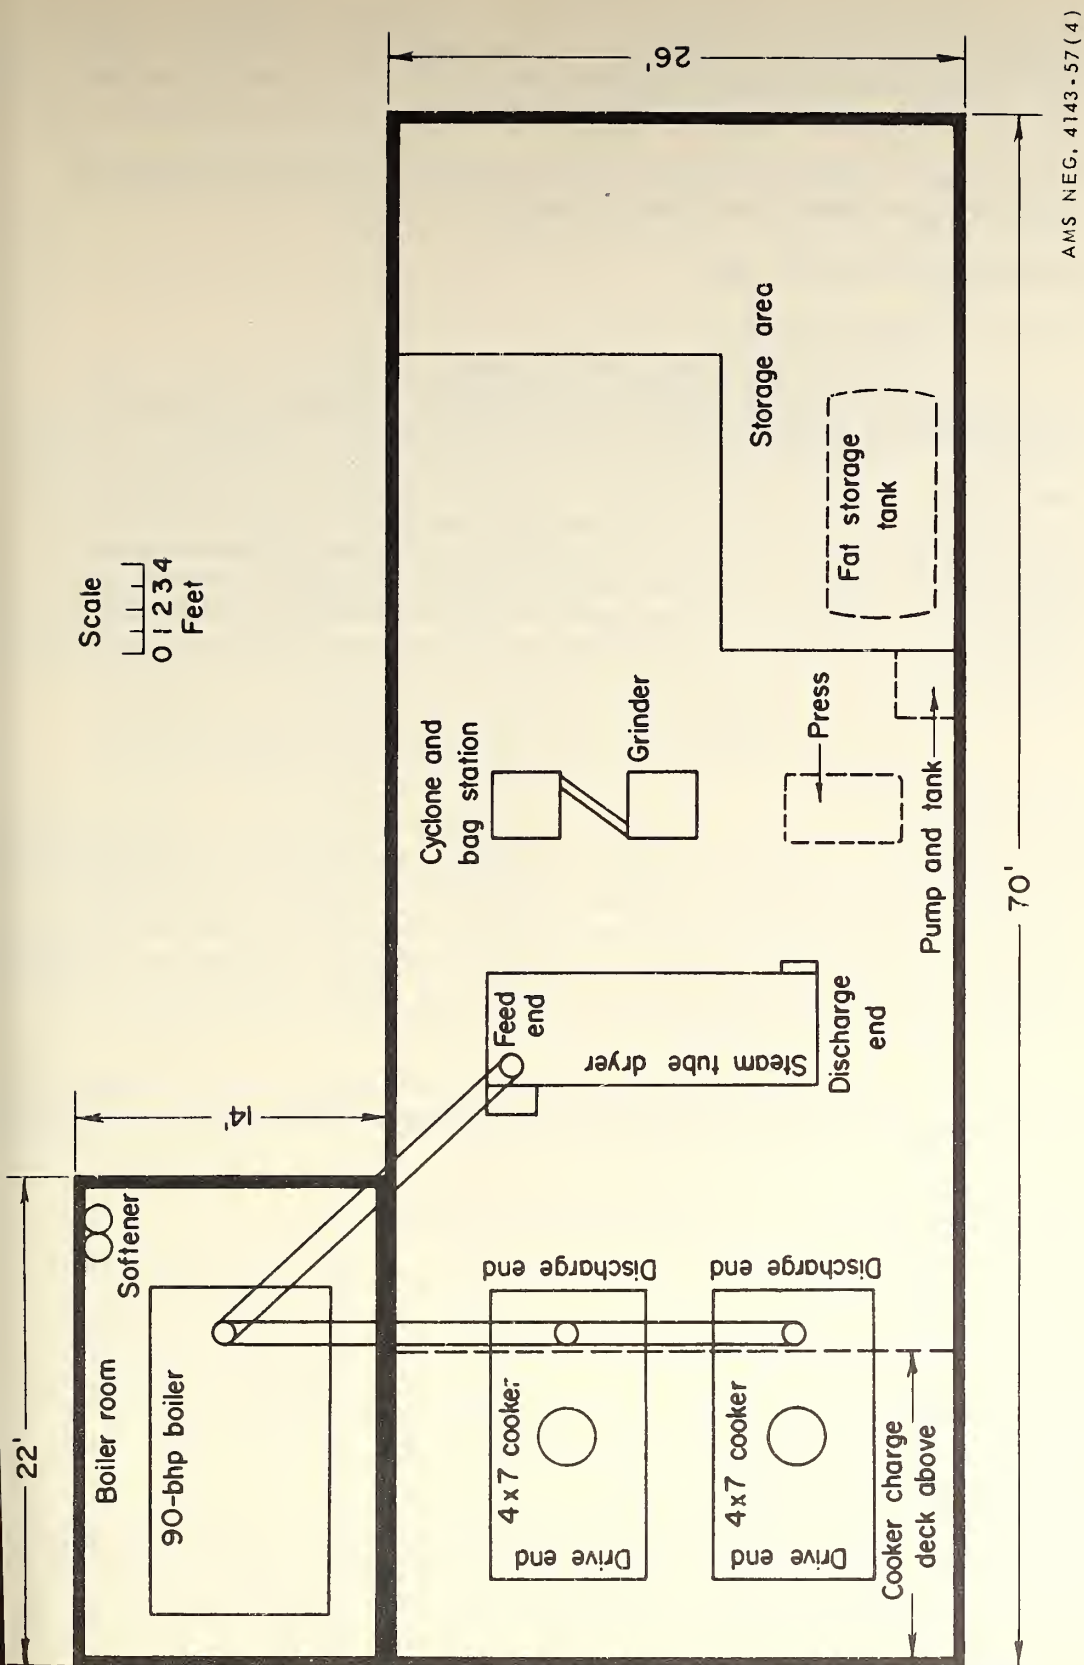 22'
14'
26'
70'
Scale
0 1 2 3 4
Feet
Boiler room
90-bhp boiler
Softener
4 x 7 cooker
Drive end
Discharge end
4 x 7 cooker
Drive end
Discharge end
Cooker charge
deck above
Feed
end
Steam tube dryer
Discharge
end
Cyclone and
bag station
Grinder
Press
Pump and tank
Storage area
Fat storage
tank
AMS NEG. 4143-57(4)